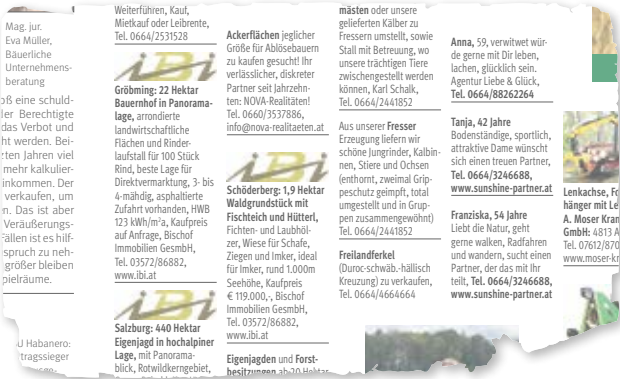 Mag. jur.
Eva Müller,
Bäuerliche
Unternehmens-
beratung
eine schuld-
Berechtigte
das Verbot und
werden. Bei-
Jahren viel
mehr kalkulier-
Der
verkaufen, um
Das ist aber
Veräußerungs-
ist es hilf-
zu neh-
größer bleiben
Habanero:
Weiterführen, Kauf,
Mietkauf oder Leibrente,
Tel. 0664/2531528
iBi
Gröbming: 22 Hektar
Bauernhof in Panorama-
lage, arrondierte
landwirtschaftliche
Flächen und Rinder-
laufstall für 100 Stück
Rind, beste Lage für
Direktvermarktung, 3- bis
4-mähdig, asphaltierte
Zufahrt vorhanden, HWB
123 kWh/m²a, Kaufpreis
auf Anfrage, Bischof
Immobilien GesmbH,
Tel. 03572/86882,
www.ibi.at
iBi
Salzburg: 440 Hektar
Eigenjagd in hochalpiner
Lage, mit Panorama-
blick, Rotwildkerngebiet,
Ackerflächen jeglicher
Größe für Ablösebauern
zu kaufen gesucht! Ihr
verlässlicher, diskreter
Partner seit Jahrzehn-
ten: NOVA-Realitäten!
Tel. 0660/3537886,
info@nova-realitaeten.at
iBi
Schöderberg: 1,9 Hektar
Waldgrundstück mit
Fischteich und Hütterl,
Fichten- und Laubhöl-
zer, Wiese für Schafe,
Ziegen und Imker, ideal
für Imker, rund 1.000m
Seehöhe, Kaufpreis
€ 119.000,-, Bischof
Immobilien GesmbH,
Tel. 03572/86882,
www.ibi.at
Eigenjagden und Forst-
besitzungen ab 20 Hektar
mästen oder unsere
gelieferten Kälber zu
Fressern umstellt, sowie
Stall mit Betreuung, wo
unsere trächtigen Tiere
zwischengestellt werden
können, Karl Schalk,
Tel. 0664/2441852
Aus unserer Fresser
Erzeugung liefern wir
schöne Jungrinder, Kalbin-
nen, Stiere und Ochsen
(enthornt, zweimal Grip-
peschutz geimpft, total
umgestellt und in Grup-
pen zusammengewöhnt)
Tel. 0664/2441852
Freilandferkel
(Duroc-schwäb.-hällisch
Kreuzung) zu verkaufen,
Tel. 0664/4664664
Anna, 59, verwitwet wür-
de gerne mit Dir leben,
lachen, glücklich sein.
Agentur Liebe & Glück,
Tel. 0664/88262264
Tanja, 42 Jahre
Bodenständige, sportlich,
attraktive Dame wünscht
sich einen treuen Partner,
Tel. 0664/3246688,
www.sunshine-partner.at
Franziska, 54 Jahre
Liebt die Natur, geht
gerne walken, Radfahren
und wandern, sucht einen
Partner, der das mit Ihr
teilt, Tel. 0664/3246688,
www.sunshine-partner.at
Lenkachse,
hänger mit
A. Moser
GmbH: 4813
Tel. 07612/870
www.moser-kr